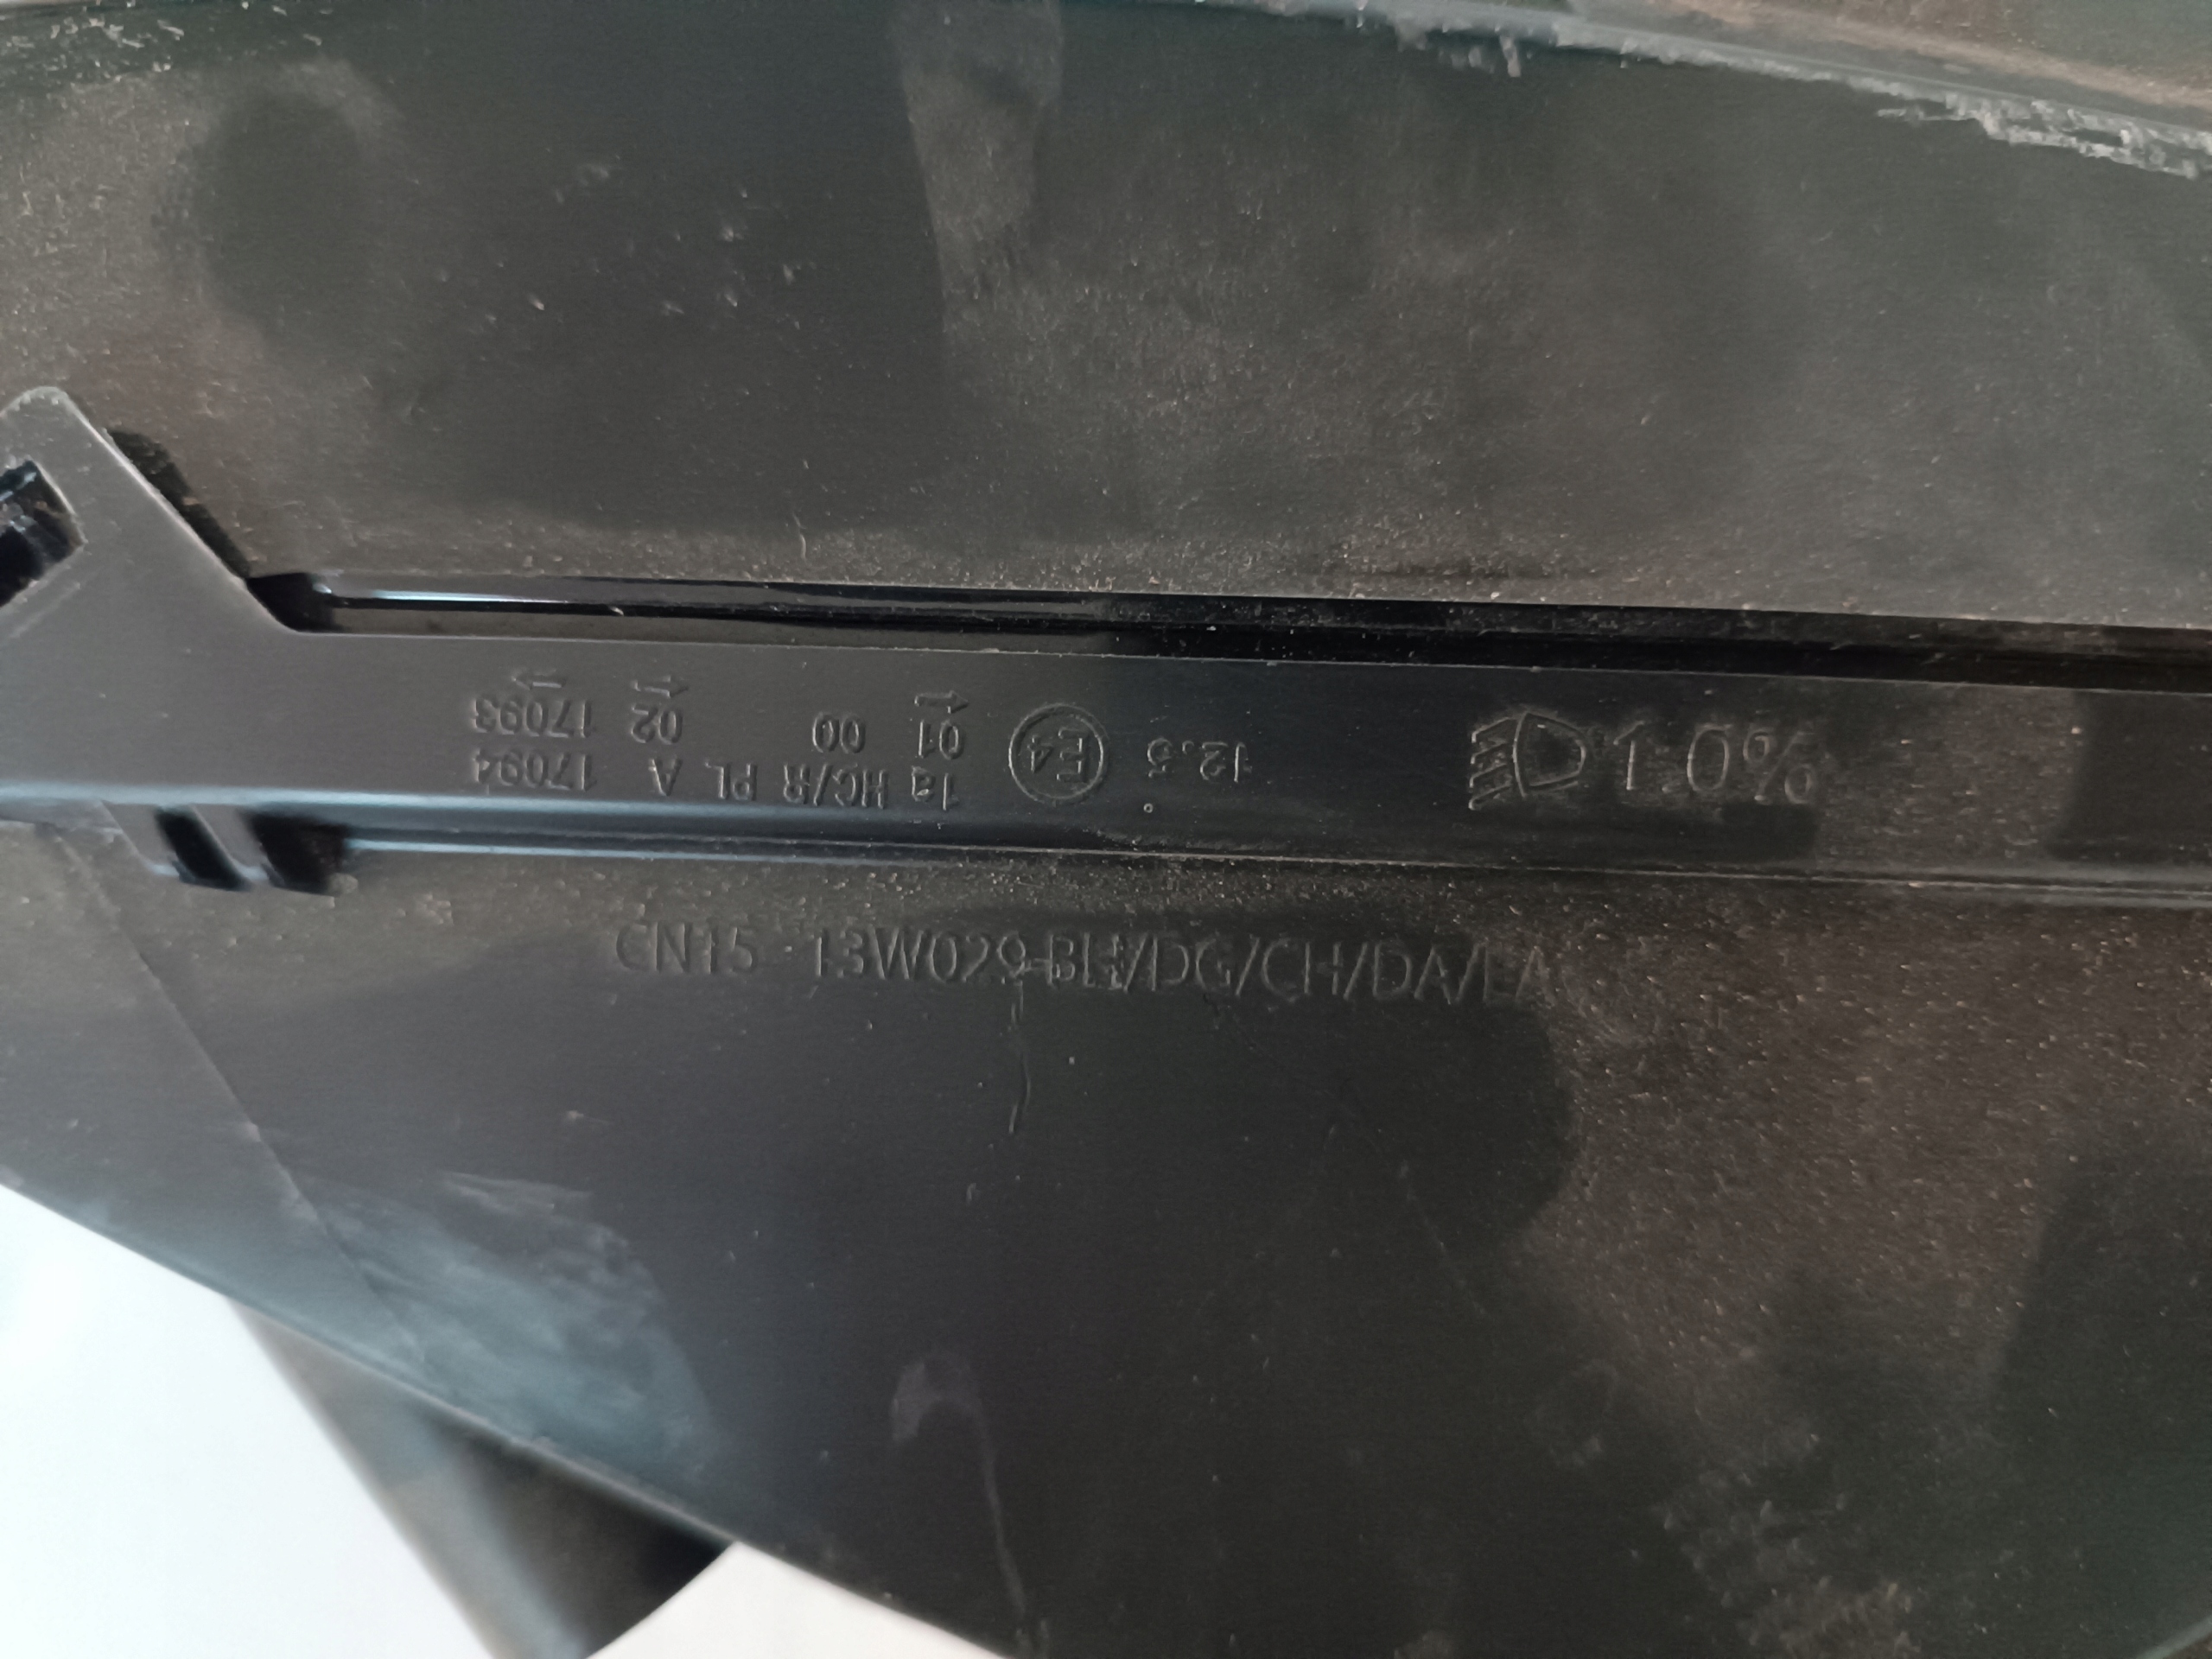 1.0%
12.5 E4 01 02 17093
00
1a HC/R PL A 17094
CN15 13W029-BH/DG/CH/DA/EA